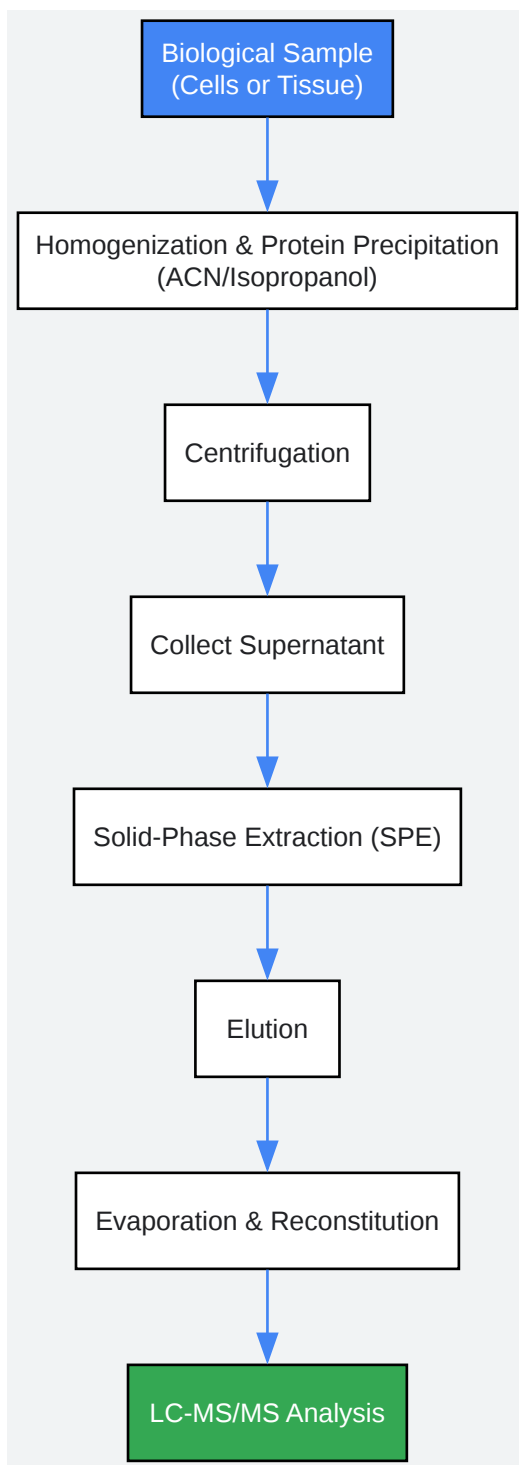 Biological Sample
(Cells or Tissue)
Homogenization & Protein Precipitation
(ACN/Isopropanol)
Centrifugation
Collect Supernatant
Solid-Phase Extraction (SPE)
Elution
Evaporation & Reconstitution
LC-MS/MS Analysis